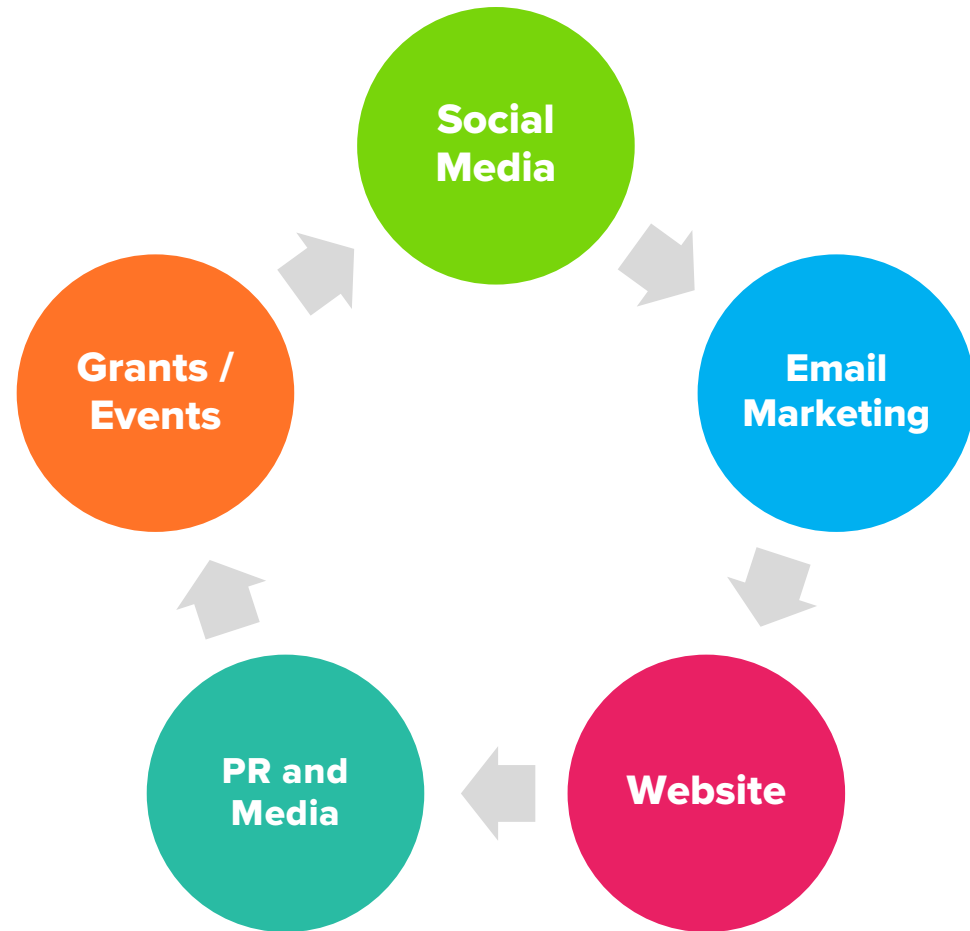 Social
Media
Email
Marketing
Website
PR and
Media
Grants /
Events